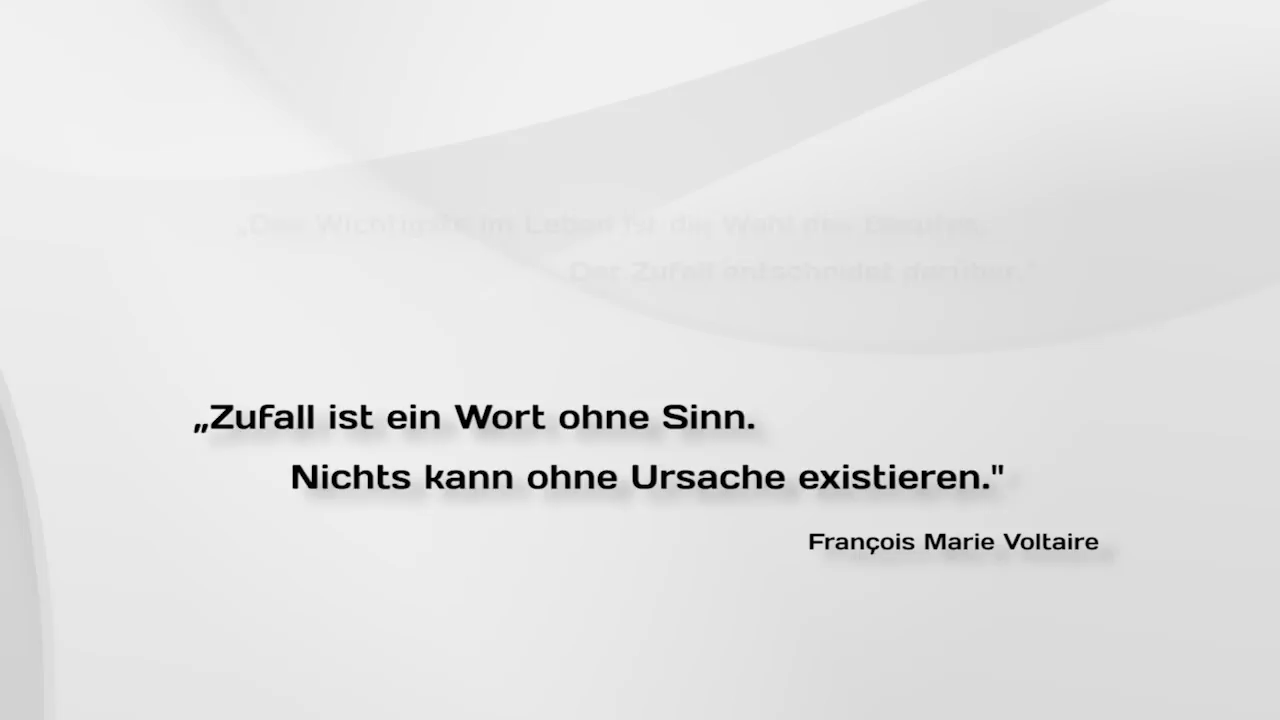 „Das Wichtigste im Leben ist die Wahl des Berufes.
Der Zufall entscheidet darüber."
„Zufall ist ein Wort ohne Sinn.
Nichts kann ohne Ursache existieren."
François Marie Voltaire